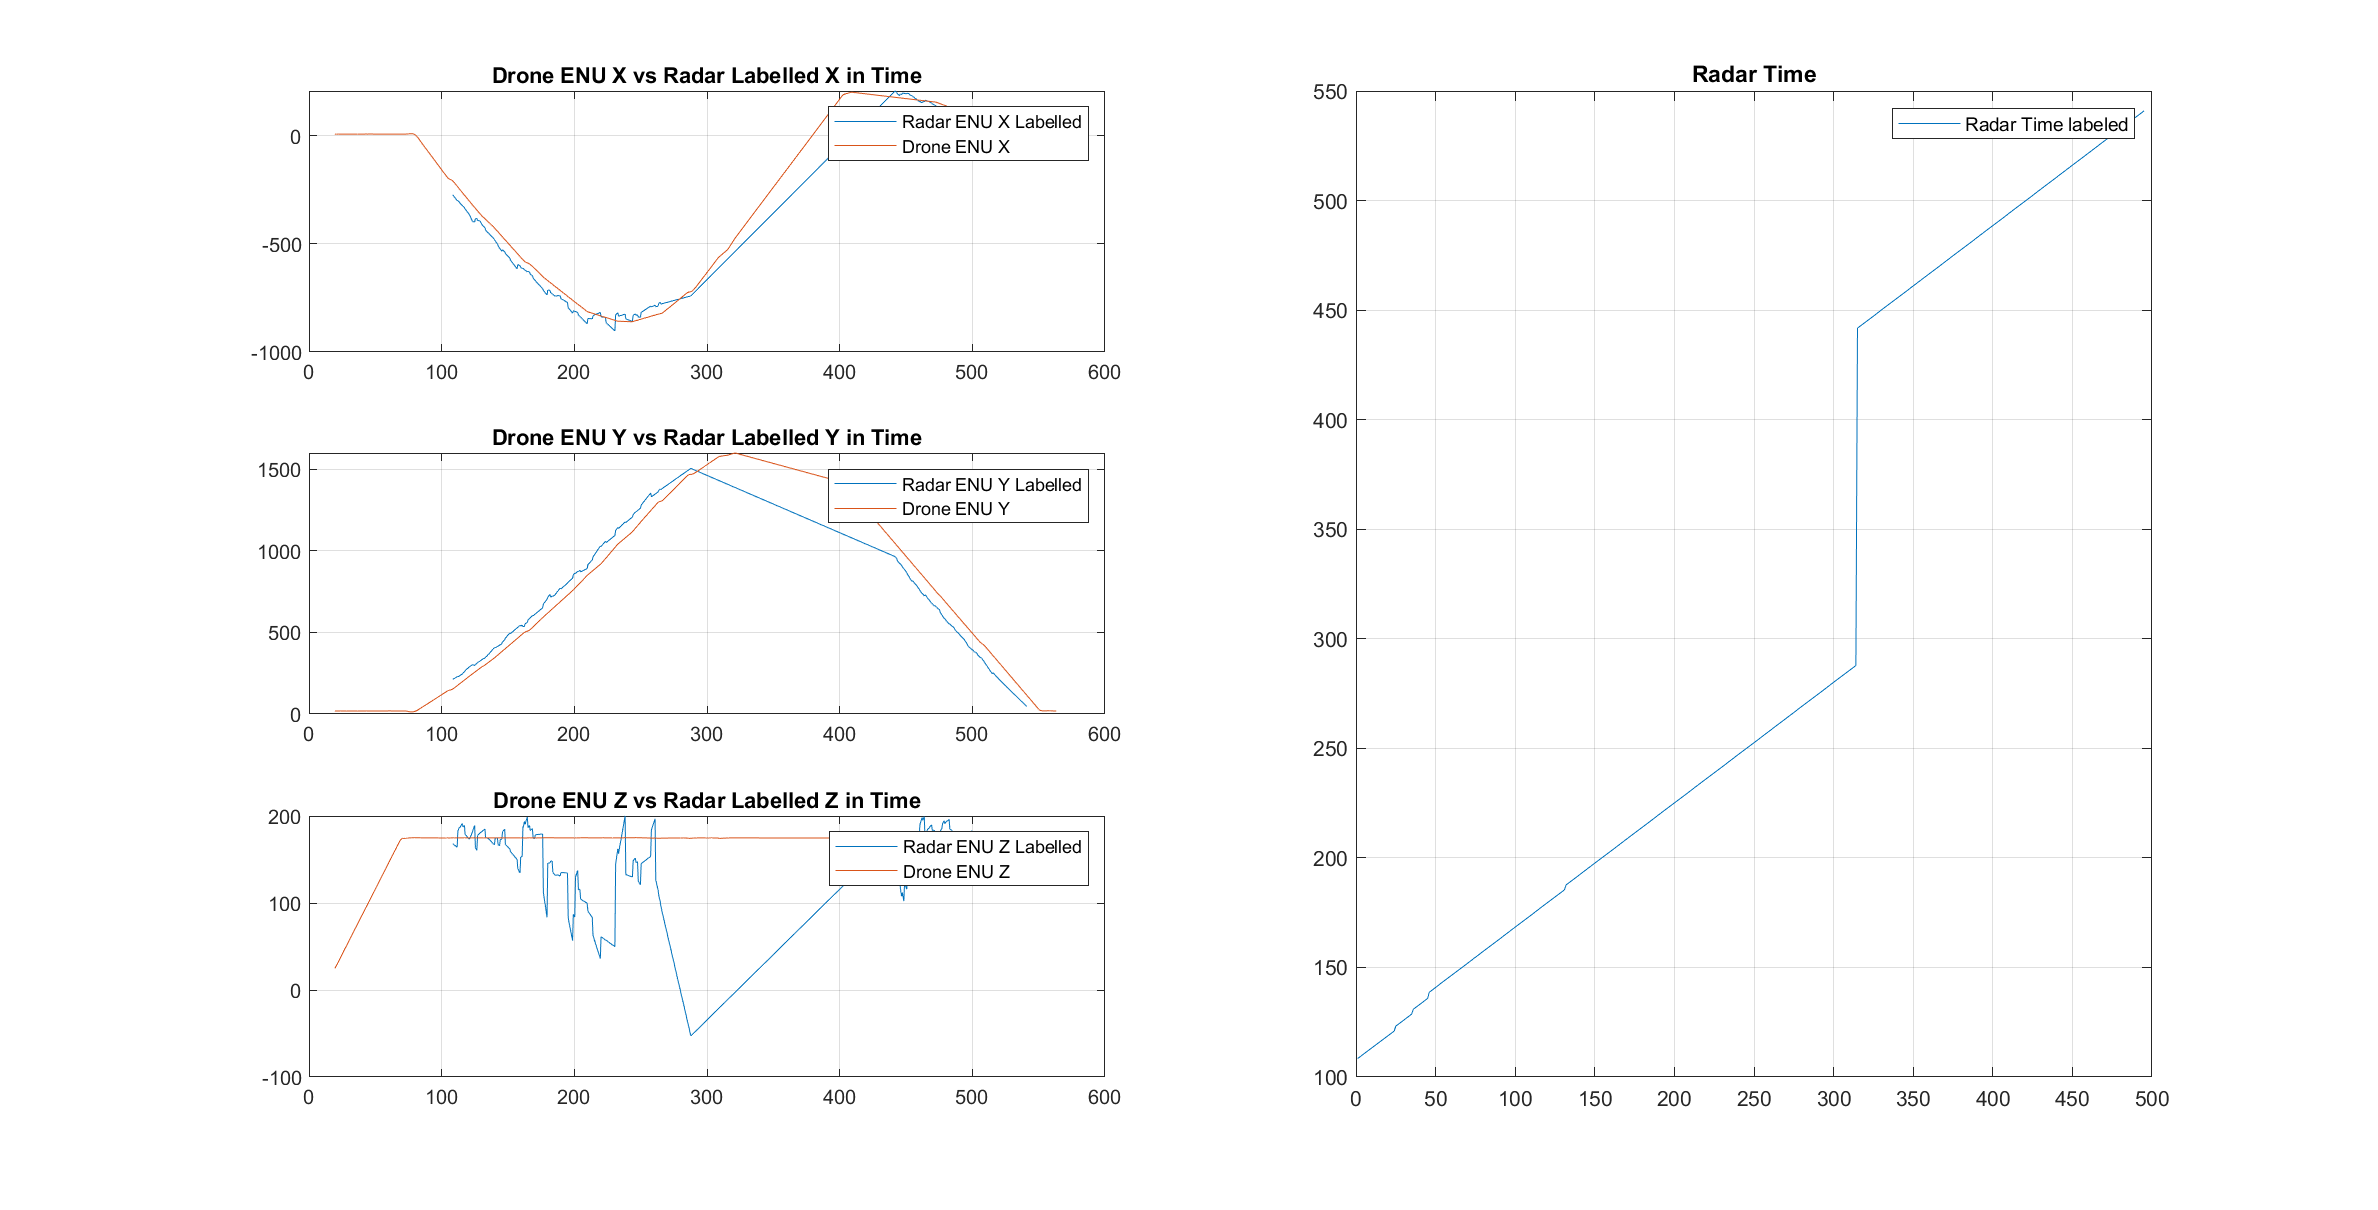 Drone ENU X vs Radar Labelled X in Time
0
-500
-1000
0 100 200 300 400 500 600
Radar ENU X Labelled
Drone ENU X
Drone ENU Y vs Radar Labelled Y in Time
1500
1000
500
0
0 100 200 300 400 500 600
Radar ENU Y Labelled
Drone ENU Y
Drone ENU Z vs Radar Labelled Z in Time
200
100
0
-100
0 100 200 300 400 500 600
Radar ENU Z Labelled
Drone ENU Z
Radar Time
550
500
450
400
350
300
250
200
150
100
0 50 100 150 200 250 300 350 400 450 500
Radar Time labeled